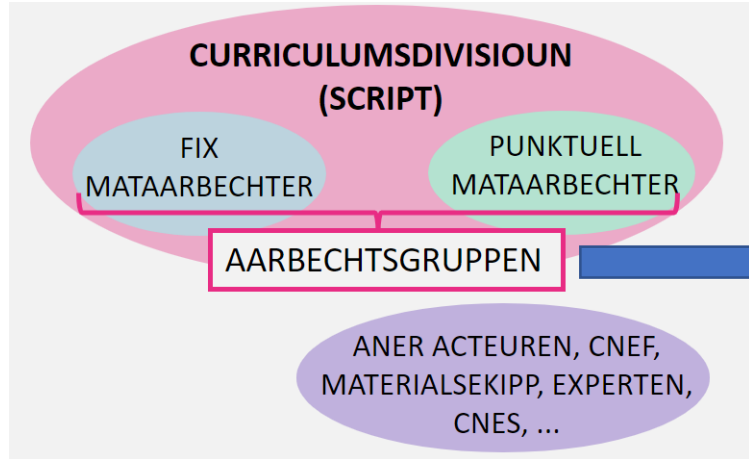 CURRICULUMSDIVISIOUN
(SCRIPT)
FIX
MATAARBECHTER
PUNKTUELL
MATAARBECHTER
AARBECHTSGRUPPEN
ANER ACTEUREN, CNEF,
MATERIALSEKIPP, EXPERTEN,
CNES, ...